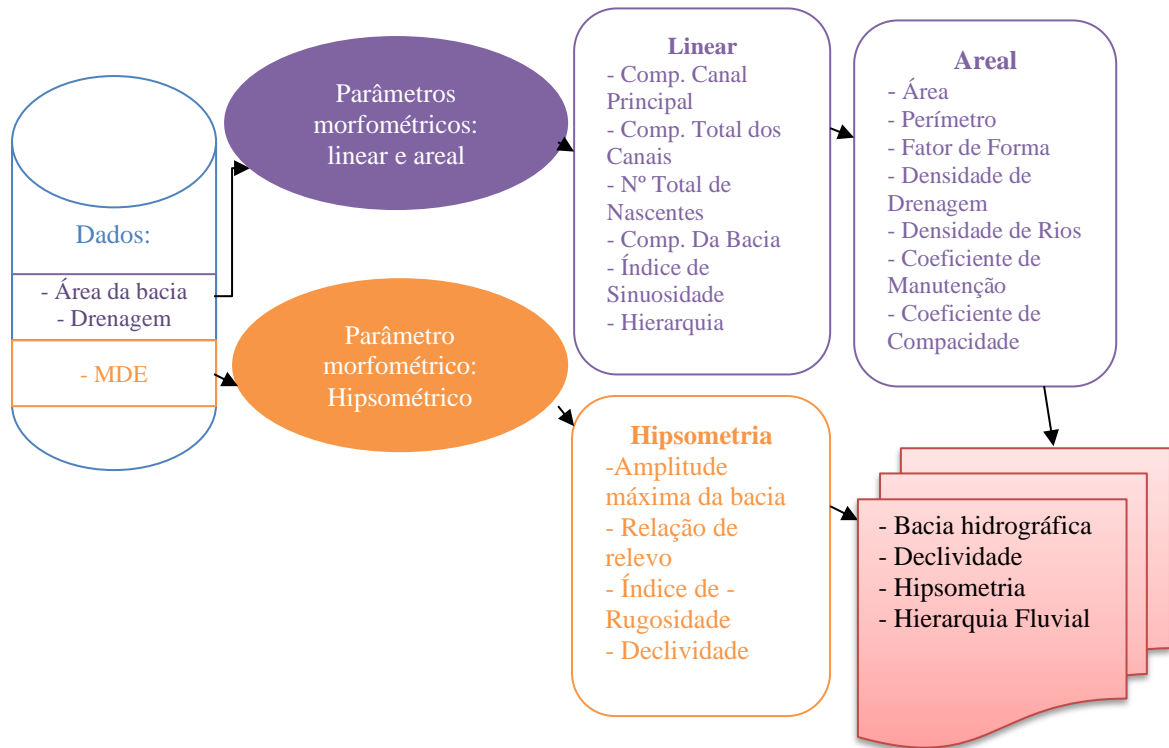 Dados:
- Área da bacia
- Drenagem
- MDE
Parâmetros
morfométricos:
linear e areal
Parâmetro
morfométrico:
Hipsométrico
Linear
- Comp. Canal
Principal
- Comp. Total dos
Canais
- Nº Total de
Nascentes
- Comp. Da Bacia
- Índice de
Sinuosidade
- Hierarquia
Areal
- Área
- Perímetro
- Fator de Forma
- Densidade de
Drenagem
- Densidade de Rios
- Coeficiente de
Manutenção
- Coeficiente de
Compacidade
Hipsometria
-Amplitude
máxima da bacia
- Relação de
relevo
- Índice de -
Rugosidade
- Declividade
- Bacia hidrográfica
- Declividade
- Hipsometria
- Hierarquia Fluvial